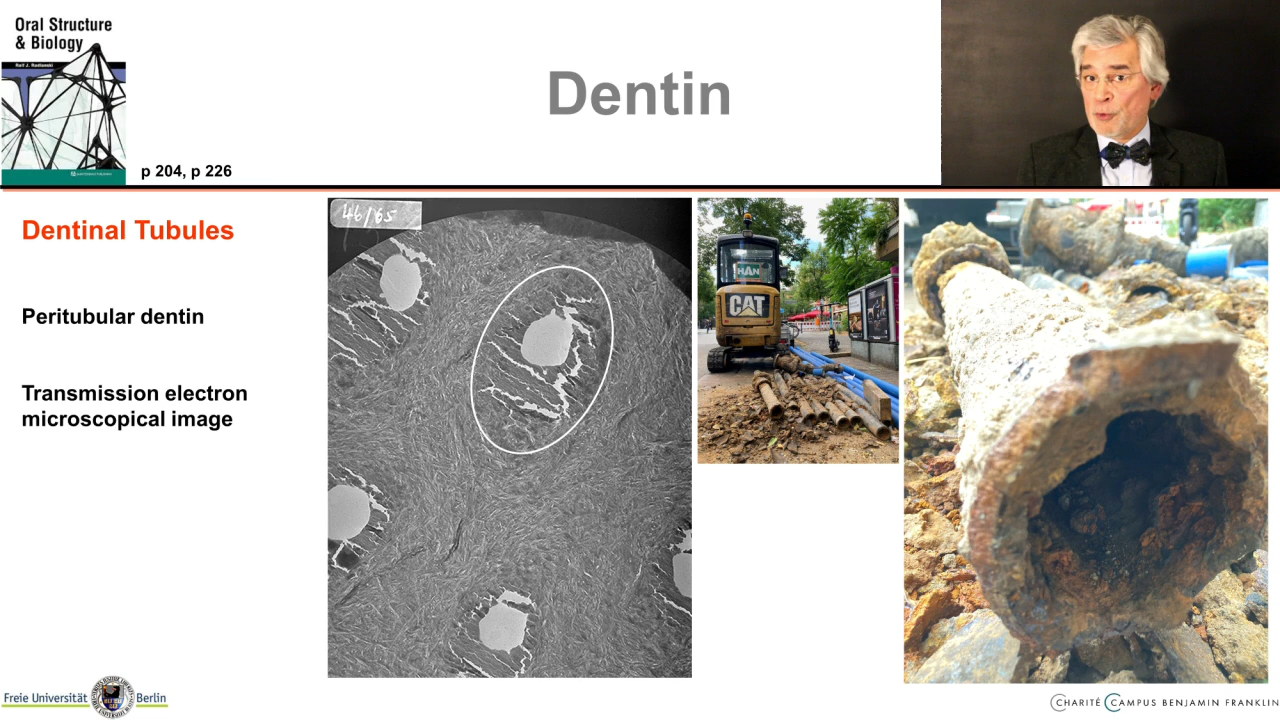 Oral Structure
& Biology
Ralf J. Radlanski
p 204, p 226
Dentin
Dentinal Tubules
Peritubular dentin
Transmission electron
microscopical image
46/65
HAN
CAT
Freie Universität Berlin
CHARITÉ CAMPUS BENJAMIN FRANKLIN